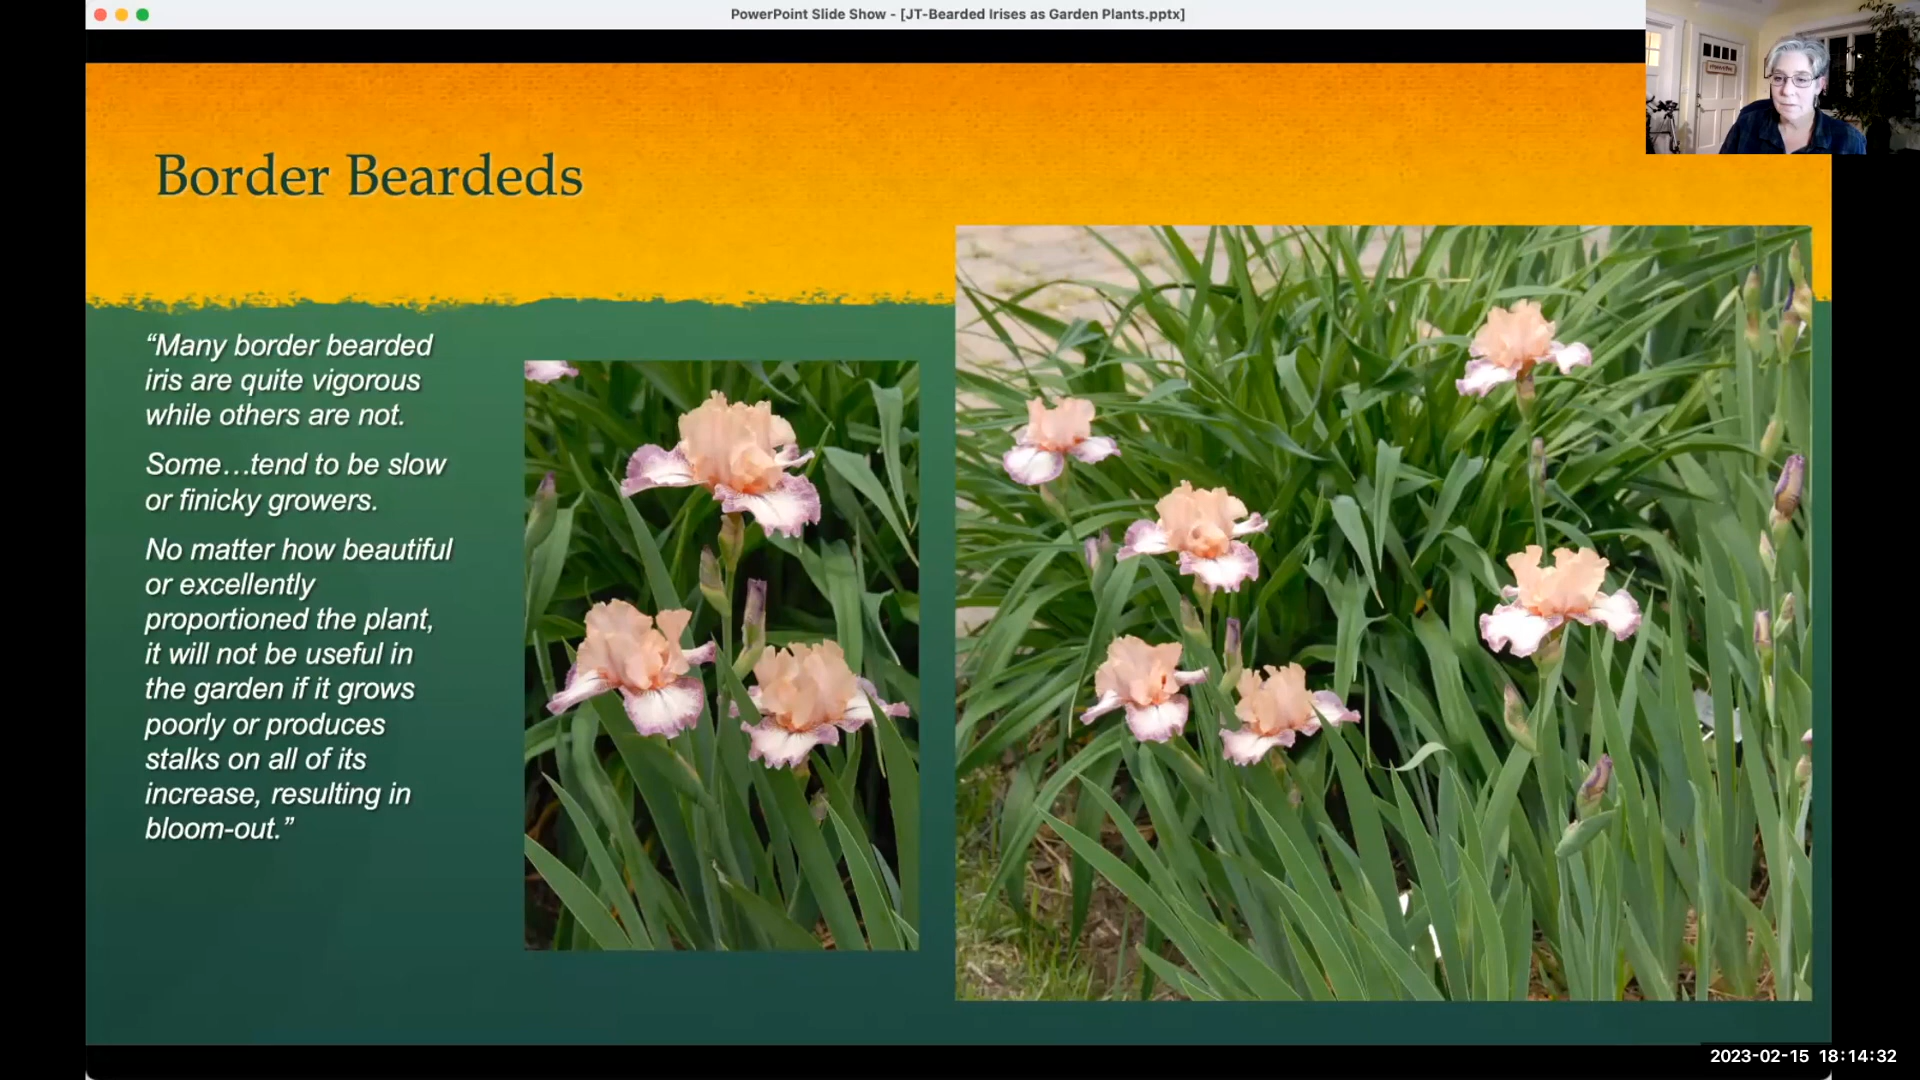 PowerPoint Slide Show - [JT-Bearded Irises as Garden Plants.pptx]
Border Beardeds
“Many border bearded
iris are quite vigorous
while others are not.
Some…tend to be slow
or finicky growers.
No matter how beautiful
or excellently
proportioned the plant,
it will not be useful in
the garden if it grows
poorly or produces
stalks on all of its
increase, resulting in
bloom-out.”
2023-02-15 18:14:32